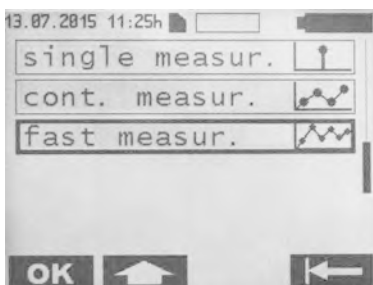 13.07.2015 11:25h
single measur.
cont. measur.
fast measur.
OK